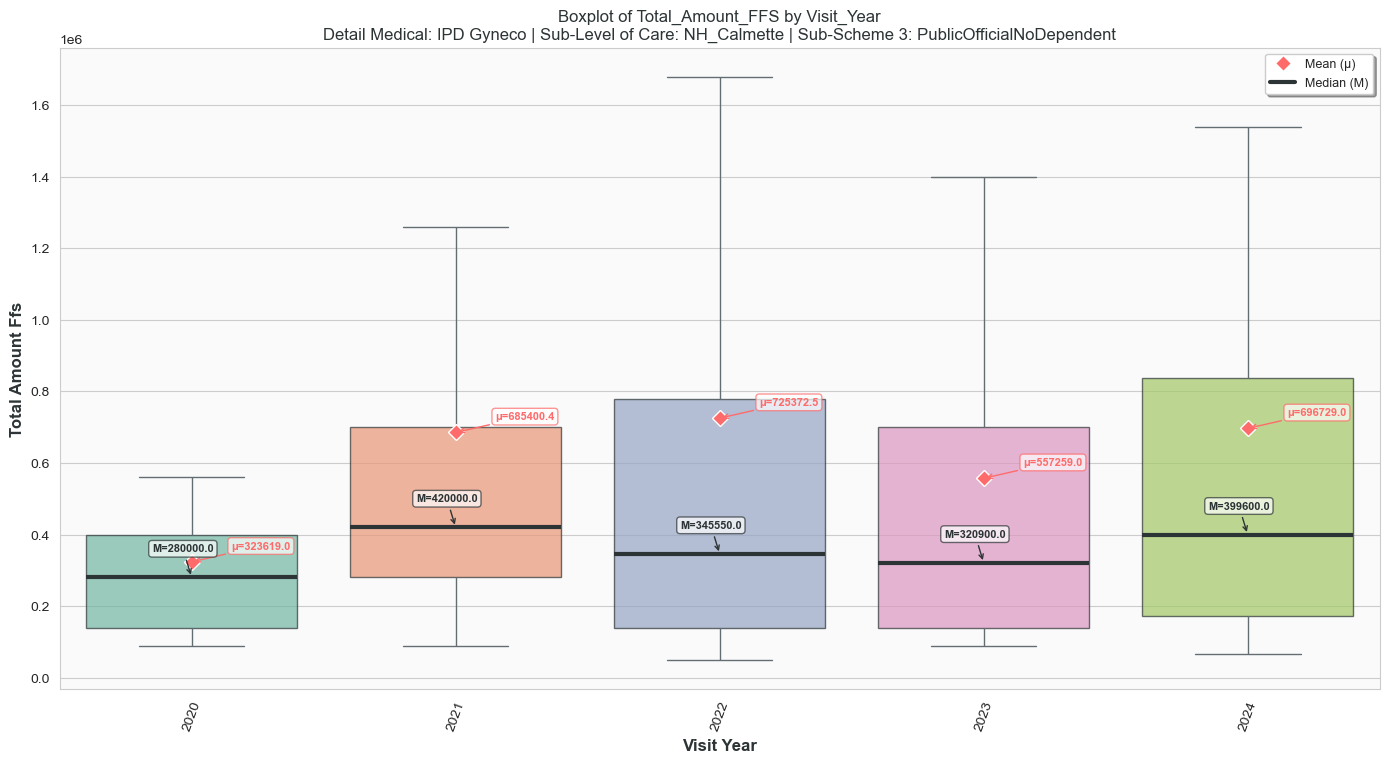 Boxplot of Total_Amount_FFS by Visit_Year
Detail Medical: IPD Gyneco | Sub-Level of Care: NH_Calmette | Sub-Scheme 3: PublicOfficialNoDependent
1e6
Mean (μ)
Median (M)
1.6
1.4
1.2
1.0
0.8
0.6
0.4
0.2
0.0
Total Amount Ffs
M=280000.0
μ=323619.0
μ=685400.4
M=420000.0
μ=725372.5
M=345550.0
μ=557259.0
M=320900.0
μ=696729.0
M=399600.0
2020
2021
2022
2023
2024
Visit Year